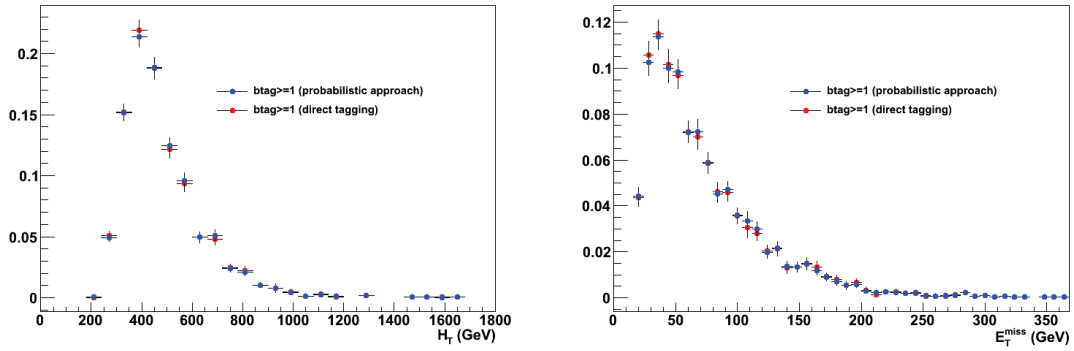 0.2
0.15
0.1
0.05
0
0 200 400 600 800 1000 1200 1400 1600 1800
H_T (GeV)
btag>=1 (probabilistic approach)
btag>=1 (direct tagging)
0.12
0.1
0.08
0.06
0.04
0.02
0
0 50 100 150 200 250 300 350
E_T^miss (GeV)
btag>=1 (probabilistic approach)
btag>=1 (direct tagging)